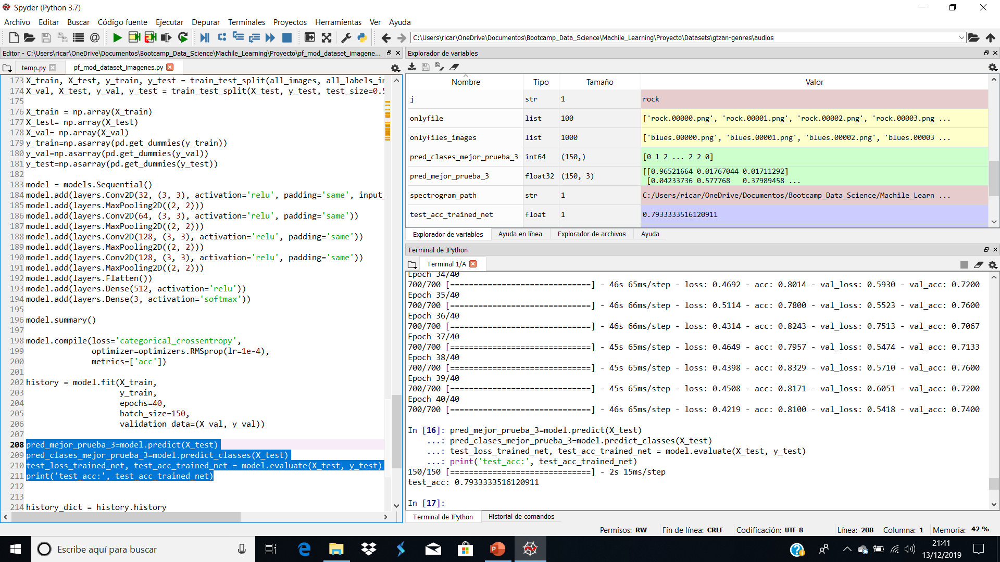 Spyder (Python 3.7)
Archivo Editar Buscar Código fuente Ejecutar Depurar Terminales Proyectos Herramientas Ver Ayuda
C:\Users\ricar\OneDrive\Documentos\Bootcamp_Data_Science\Machile_Learning\Proyecto\Datasets\gtzan-genres\audios
Editor - C:\Users\ricar\OneDrive\Documentos\Bootcamp_Data_Science\Machile_Learning\Proyecto\pf_mod_dataset_imagene...
temp.py pf_mod_dataset_imagenes.py
173 X_train, X_test, y_train, y_test = train_test_split(all_images, all_labels_in
174 X_val, X_test, y_val, y_test = train_test_split(X_test, y_test, test_size=0.5
175
176 X_train = np.array(X_train)
177 X_test= np.array(X_test)
178 X_val= np.array(X_val)
179 y_train=np.asarray(pd.get_dummies(y_train))
180 y_val=np.asarray(pd.get_dummies(y_val))
181 y_test=np.asarray(pd.get_dummies(y_test))
182
183 model = models.Sequential()
184 model.add(layers.Conv2D(32, (3, 3), activation='relu', padding='same', input_
185 model.add(layers.MaxPooling2D((2, 2)))
186 model.add(layers.Conv2D(64, (3, 3), activation='relu', padding='same'))
187 model.add(layers.MaxPooling2D((2, 2)))
188 model.add(layers.Conv2D(128, (3, 3), activation='relu', padding='same'))
189 model.add(layers.MaxPooling2D((2, 2)))
190 model.add(layers.Conv2D(128, (3, 3), activation='relu', padding='same'))
191 model.add(layers.MaxPooling2D((2, 2)))
192 model.add(layers.Flatten())
193 model.add(layers.Dense(512, activation='relu'))
194 model.add(layers.Dense(3, activation='softmax'))
195
196 model.summary()
197
198 model.compile(loss='categorical_crossentropy',
199 optimizer=optimizers.RMSprop(lr=1e-4),
200 metrics=['acc'])
201
202 history = model.fit(X_train,
203 y_train,
204 epochs=40,
205 batch_size=150,
206 validation_data=(X_val, y_val))
207
208 pred_mejor_prueba_3=model.predict(X_test)
209 pred_clases_mejor_prueba_3=model.predict_classes(X_test)
210 test_loss_trained_net, test_acc_trained_net = model.evaluate(X_test, y_test)
211 print('test_acc:', test_acc_trained_net)
212
213
214 history_dict = history.history
Explorador de variables
Nombre Tipo Tamaño Valor
j str 1 rock
onlyfile list 100 ['rock.00000.png', 'rock.00001.png', 'rock.00002.png', 'rock.00003.png ...
onlyfiles_images list 1000 ['blues.00000.png', 'blues.00001.png', 'blues.00002.png', 'blues.00003 ...
pred_clases_mejor_prueba_3 int64 (150,) [0 1 2 ... 2 2 0]
pred_mejor_prueba_3 float32 (150, 3) [[0.96521664 0.01767044 0.01711292]
[0.04233736 0.577768 0.37989458 ...
spectrogram_path str 1 C:/Users/ricar/OneDrive/Documentos/Bootcamp_Data_Science/Machile_Learn ...
test_acc_trained_net float 1 0.7933333516120911
Explorador de variables Ayuda en línea Explorador de archivos Ayuda
Terminal de IPython
Terminal 1/A
Epoch 34/40
700/700 [==============================] - 46s 65ms/step - loss: 0.4692 - acc: 0.8014 - val_loss: 0.5930 - val_acc: 0.7200
Epoch 35/40
700/700 [==============================] - 46s 66ms/step - loss: 0.5114 - acc: 0.7800 - val_loss: 0.5523 - val_acc: 0.7600
Epoch 36/40
700/700 [==============================] - 46s 66ms/step - loss: 0.4314 - acc: 0.8243 - val_loss: 0.7513 - val_acc: 0.7067
Epoch 37/40
700/700 [==============================] - 45s 65ms/step - loss: 0.4649 - acc: 0.7957 - val_loss: 0.5474 - val_acc: 0.7133
Epoch 38/40
700/700 [==============================] - 45s 65ms/step - loss: 0.4398 - acc: 0.8329 - val_loss: 0.5710 - val_acc: 0.7600
Epoch 39/40
700/700 [==============================] - 45s 65ms/step - loss: 0.4508 - acc: 0.8171 - val_loss: 0.6051 - val_acc: 0.7200
Epoch 40/40
700/700 [==============================] - 46s 65ms/step - loss: 0.4219 - acc: 0.8100 - val_loss: 0.5418 - val_acc: 0.7400
In [16]: pred_mejor_prueba_3=model.predict(X_test)
...: pred_clases_mejor_prueba_3=model.predict_classes(X_test)
...: test_loss_trained_net, test_acc_trained_net = model.evaluate(X_test, y_test)
...: print('test_acc:', test_acc_trained_net)
150/150 [==============================] - 2s 15ms/step
test_acc: 0.7933333516120911
In [17]:
Terminal de IPython Historial de comandos
Permisos: RW Fin de línea: CRLF Codificación: UTF-8 Línea: 208 Columna: 1 Memoria: 42 %
Escribe aquí para buscar
21:41
13/12/2019